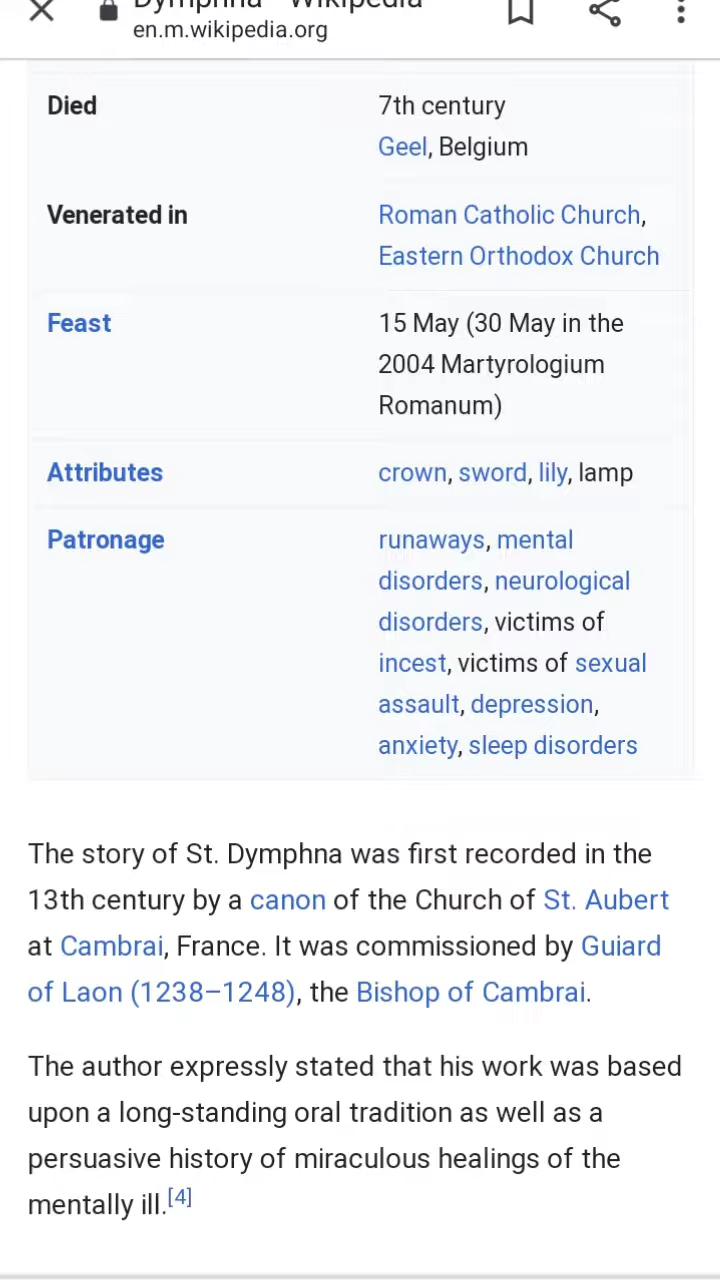 Dymphna - Wikipedia
en.m.wikipedia.org
Died
7th century
Geel, Belgium
Venerated in
Roman Catholic Church,
Eastern Orthodox Church
Feast
15 May (30 May in the
2004 Martyrologium
Romanum)
Attributes
crown, sword, lily, lamp
Patronage
runaways, mental
disorders, neurological
disorders, victims of
incest, victims of sexual
assault, depression,
anxiety, sleep disorders
The story of St. Dymphna was first recorded in the
13th century by a canon of the Church of St. Aubert
at Cambrai, France. It was commissioned by Guiard
of Laon (1238–1248), the Bishop of Cambrai.
The author expressly stated that his work was based
upon a long-standing oral tradition as well as a
persuasive history of miraculous healings of the
mentally ill.[4]